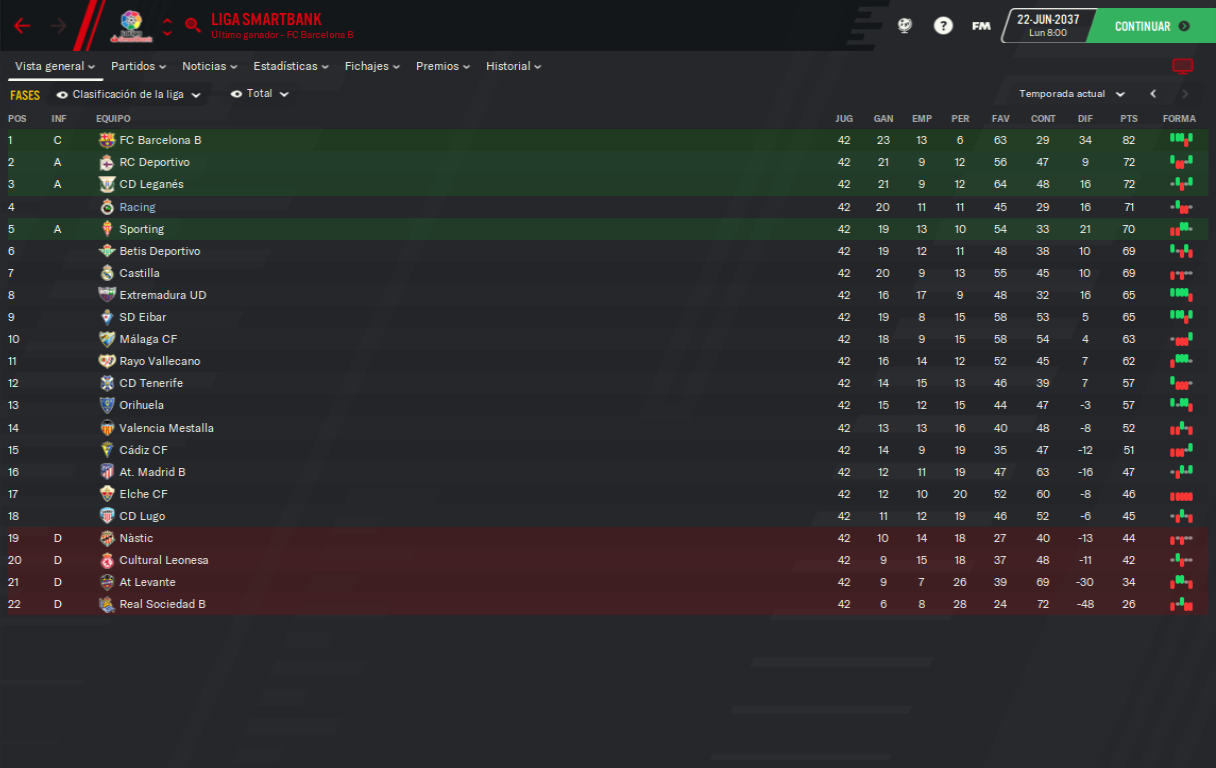 LIGA SMARTBANK
Último ganador - FC Barcelona B
? FM 22-JUN-2037 CONTINUAR
Lun 8:00
Vista general Partidos Noticias Estadísticas Fichajes Premios Historial
FASES Clasificación de la liga Total Temporada actual
POS INF EQUIPO JUG GAN EMP PER FAV CONT DIF PTS FORMA
1 C FC Barcelona B 42 23 13 6 63 29 34 82
2 A RC Deportivo 42 21 9 12 56 47 9 72
3 A CD Leganés 42 21 9 12 64 48 16 72
4 Racing 42 20 11 11 45 29 16 71
5 A Sporting 42 19 13 10 54 33 21 70
6 Betis Deportivo 42 19 12 11 48 38 10 69
7 Castilla 42 20 9 13 55 45 10 69
8 Extremadura UD 42 16 17 9 48 32 16 65
9 SD Eibar 42 19 8 15 58 53 5 65
10 Málaga CF 42 18 9 15 58 54 4 63
11 Rayo Vallecano 42 16 14 12 52 45 7 62
12 CD Tenerife 42 14 15 13 46 39 7 57
13 Orihuela 42 15 12 15 44 47 -3 57
14 Valencia Mestalla 42 13 13 16 40 48 -8 52
15 Cádiz CF 42 14 9 19 35 47 -12 51
16 At. Madrid B 42 12 11 19 47 63 -16 47
17 Elche CF 42 12 10 20 52 60 -8 46
18 CD Lugo 42 11 12 19 46 52 -6 45
19 D Nàstic 42 10 14 18 27 40 -13 44
20 D Cultural Leonesa 42 9 15 18 37 48 -11 42
21 D At Levante 42 9 7 26 39 69 -30 34
22 D Real Sociedad B 42 6 8 28 24 72 -48 26